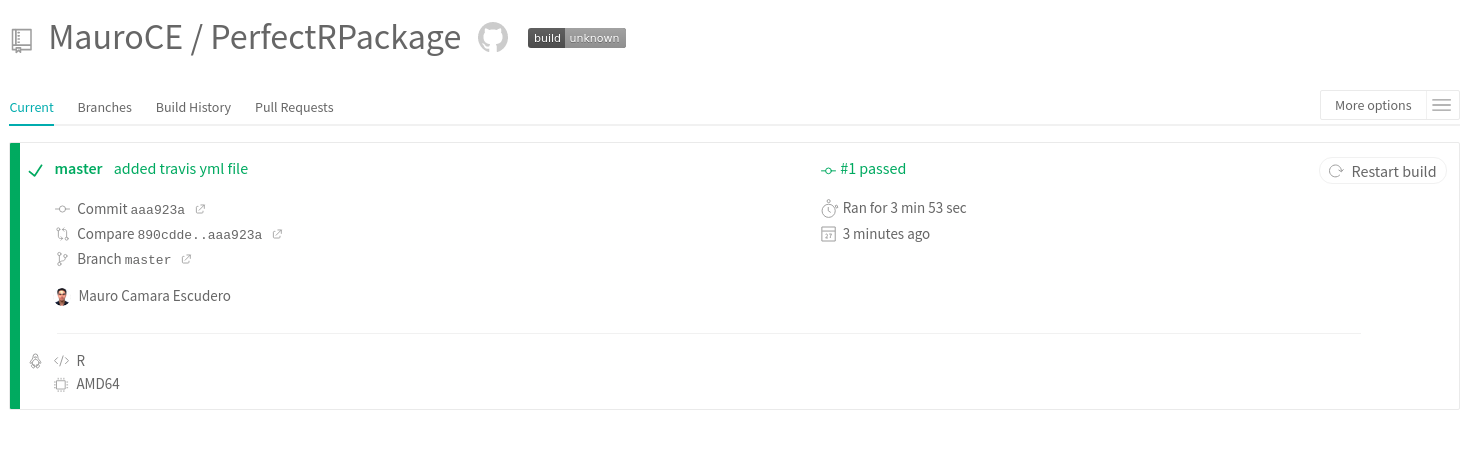 MauroCE / PerfectRPackage build unknown
Current Branches Build History Pull Requests More options
master added travis yml file #1 passed Restart build
Commit aaa923a Ran for 3 min 53 sec
Compare 890cdde..aaa923a 3 minutes ago
Branch master
Mauro Camara Escudero
R
AMD64